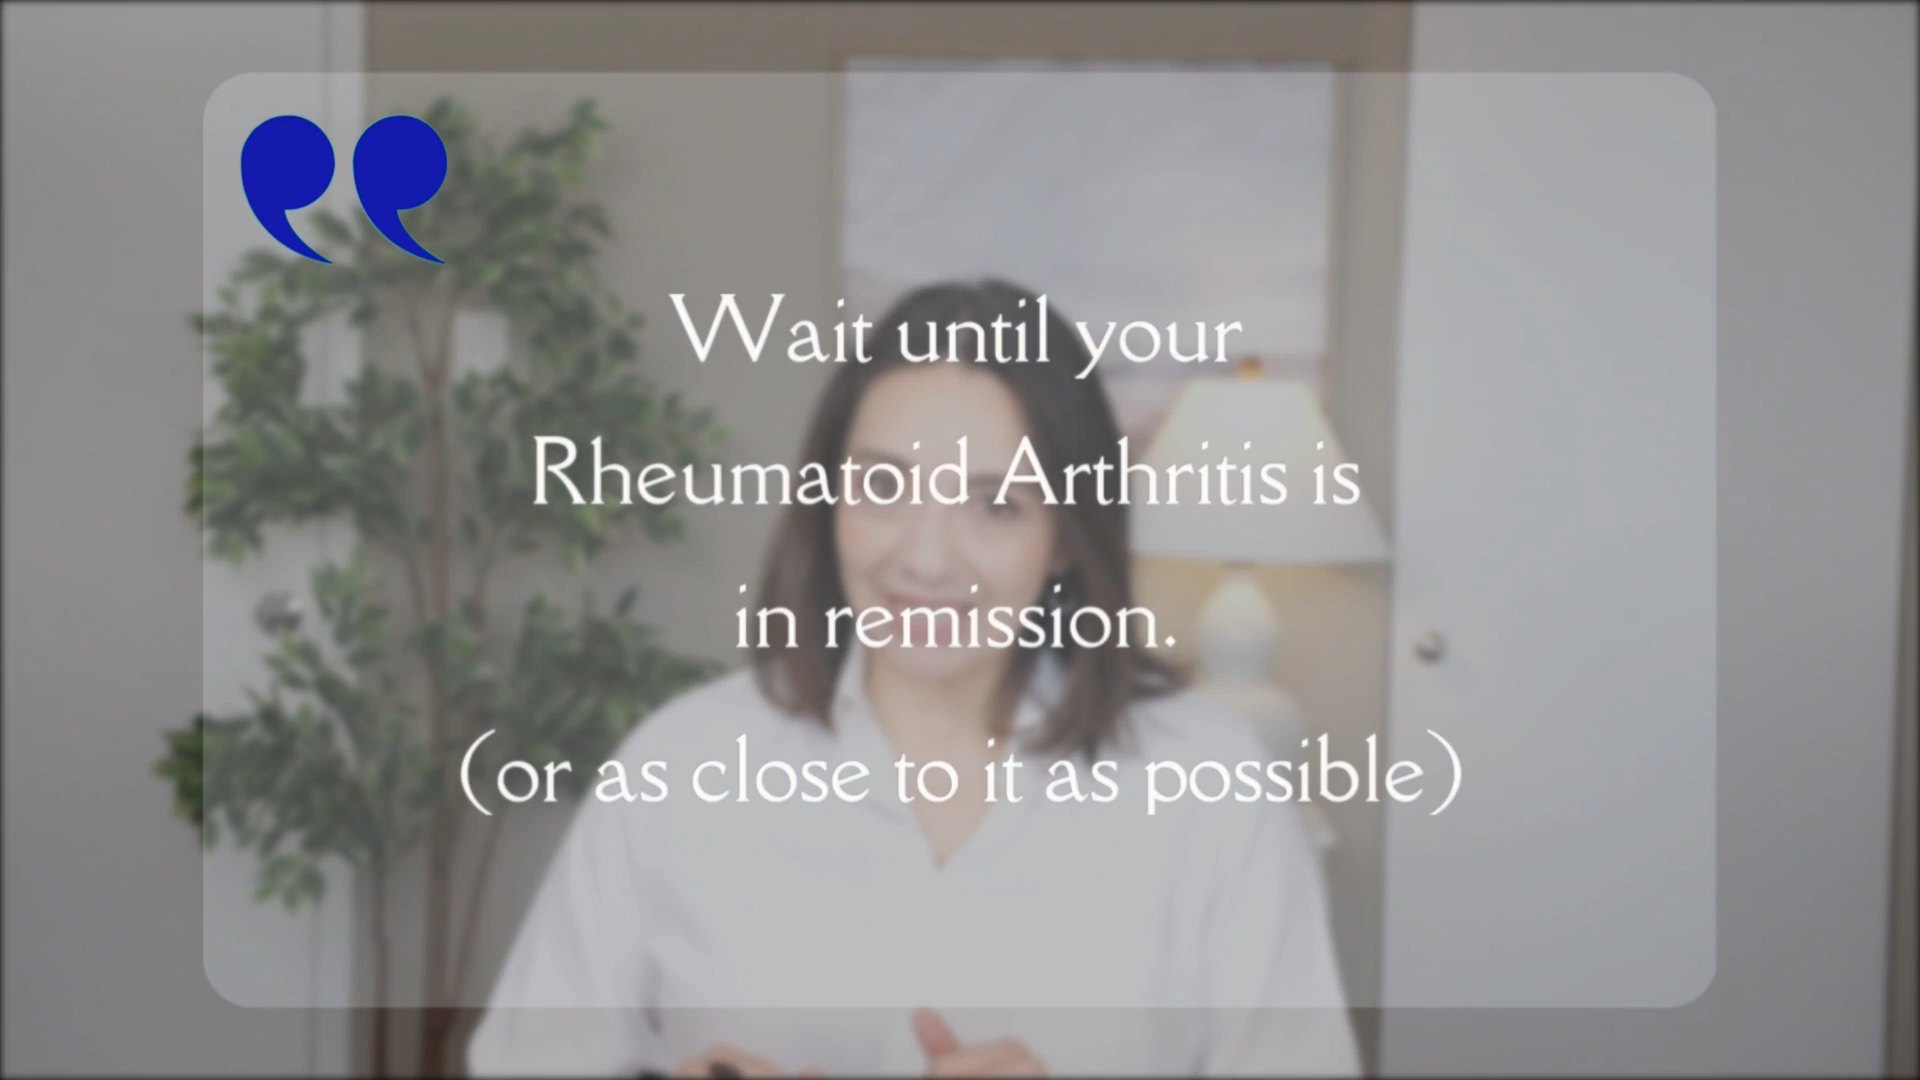 Wait until your
Rheumatoid Arthritis is
in remission.
(or as close to it as possible)